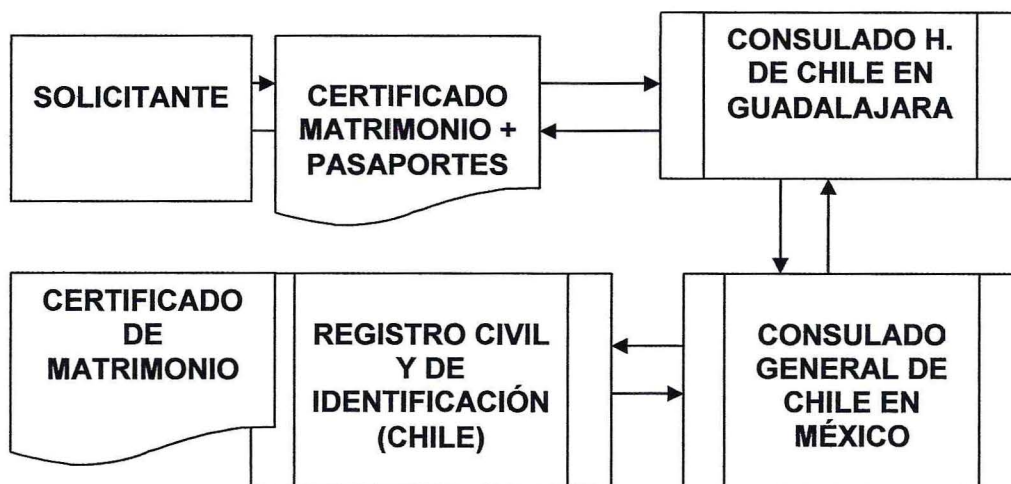 SOLICITANTE
CERTIFICADO
MATRIMONIO +
PASAPORTES
CONSULADO H.
DE CHILE EN
GUADALAJARA
CERTIFICADO
DE
MATRIMONIO
REGISTRO CIVIL
Y DE
IDENTIFICACIÓN
(CHILE)
CONSULADO
GENERAL DE
CHILE EN
MÉXICO